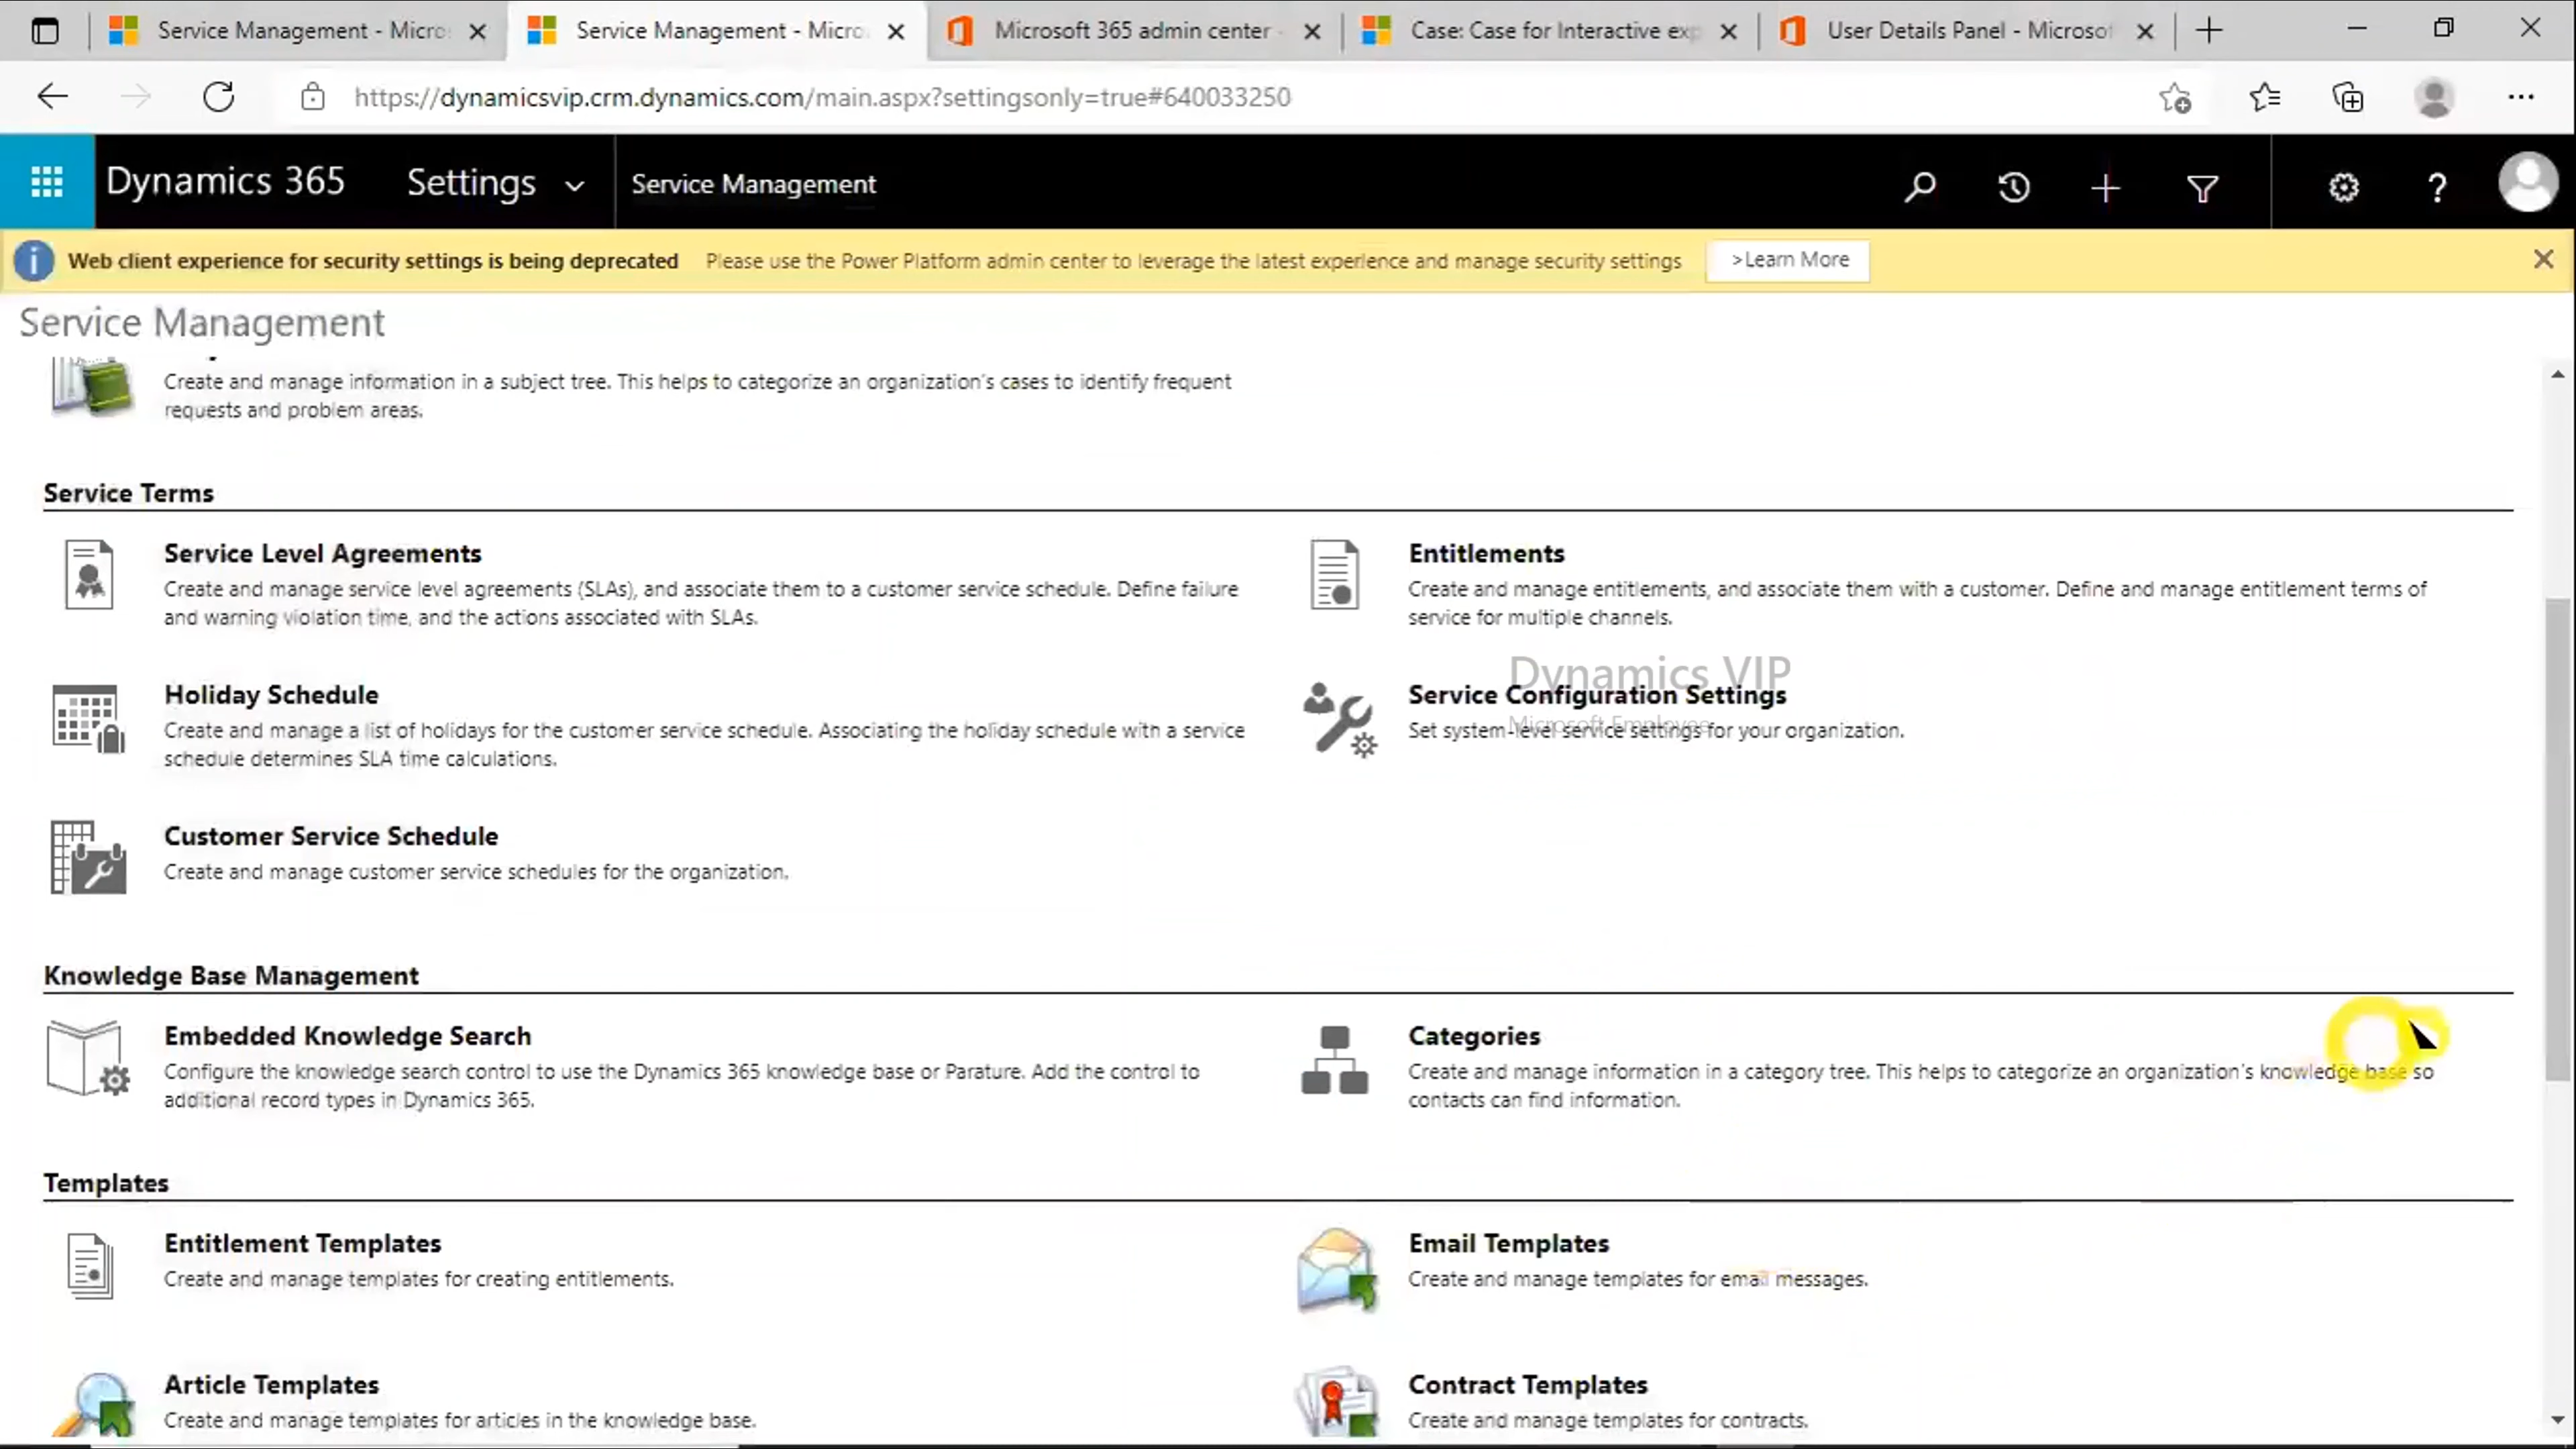 Service Management - Micro
Service Management - Micro
Microsoft 365 admin center -
Case: Case for Interactive exp
User Details Panel - Microsof
https://dynamicsvip.crm.dynamics.com/main.aspx?settingsonly=true#640033250
Dynamics 365
Settings
Service Management
Web client experience for security settings is being deprecated
Please use the Power Platform admin center to leverage the latest experience and manage security settings
>Learn More
Service Management
Create and manage information in a subject tree. This helps to categorize an organization's cases to identify frequent
requests and problem areas.
Service Terms
Service Level Agreements
Create and manage service level agreements (SLAs), and associate them to a customer service schedule. Define failure
and warning violation time, and the actions associated with SLAs.
Entitlements
Create and manage entitlements, and associate them with a customer. Define and manage entitlement terms of
service for multiple channels.
Dynamics VIP
Microsoft Employee
Holiday Schedule
Create and manage a list of holidays for the customer service schedule. Associating the holiday schedule with a service
schedule determines SLA time calculations.
Service Configuration Settings
Set system-level service settings for your organization.
Customer Service Schedule
Create and manage customer service schedules for the organization.
Knowledge Base Management
Embedded Knowledge Search
Configure the knowledge search control to use the Dynamics 365 knowledge base or Parature. Add the control to
additional record types in Dynamics 365.
Categories
Create and manage information in a category tree. This helps to categorize an organization's knowledge base so
contacts can find information.
Templates
Entitlement Templates
Create and manage templates for creating entitlements.
Email Templates
Create and manage templates for email messages.
Article Templates
Create and manage templates for articles in the knowledge base.
Contract Templates
Create and manage templates for contracts.